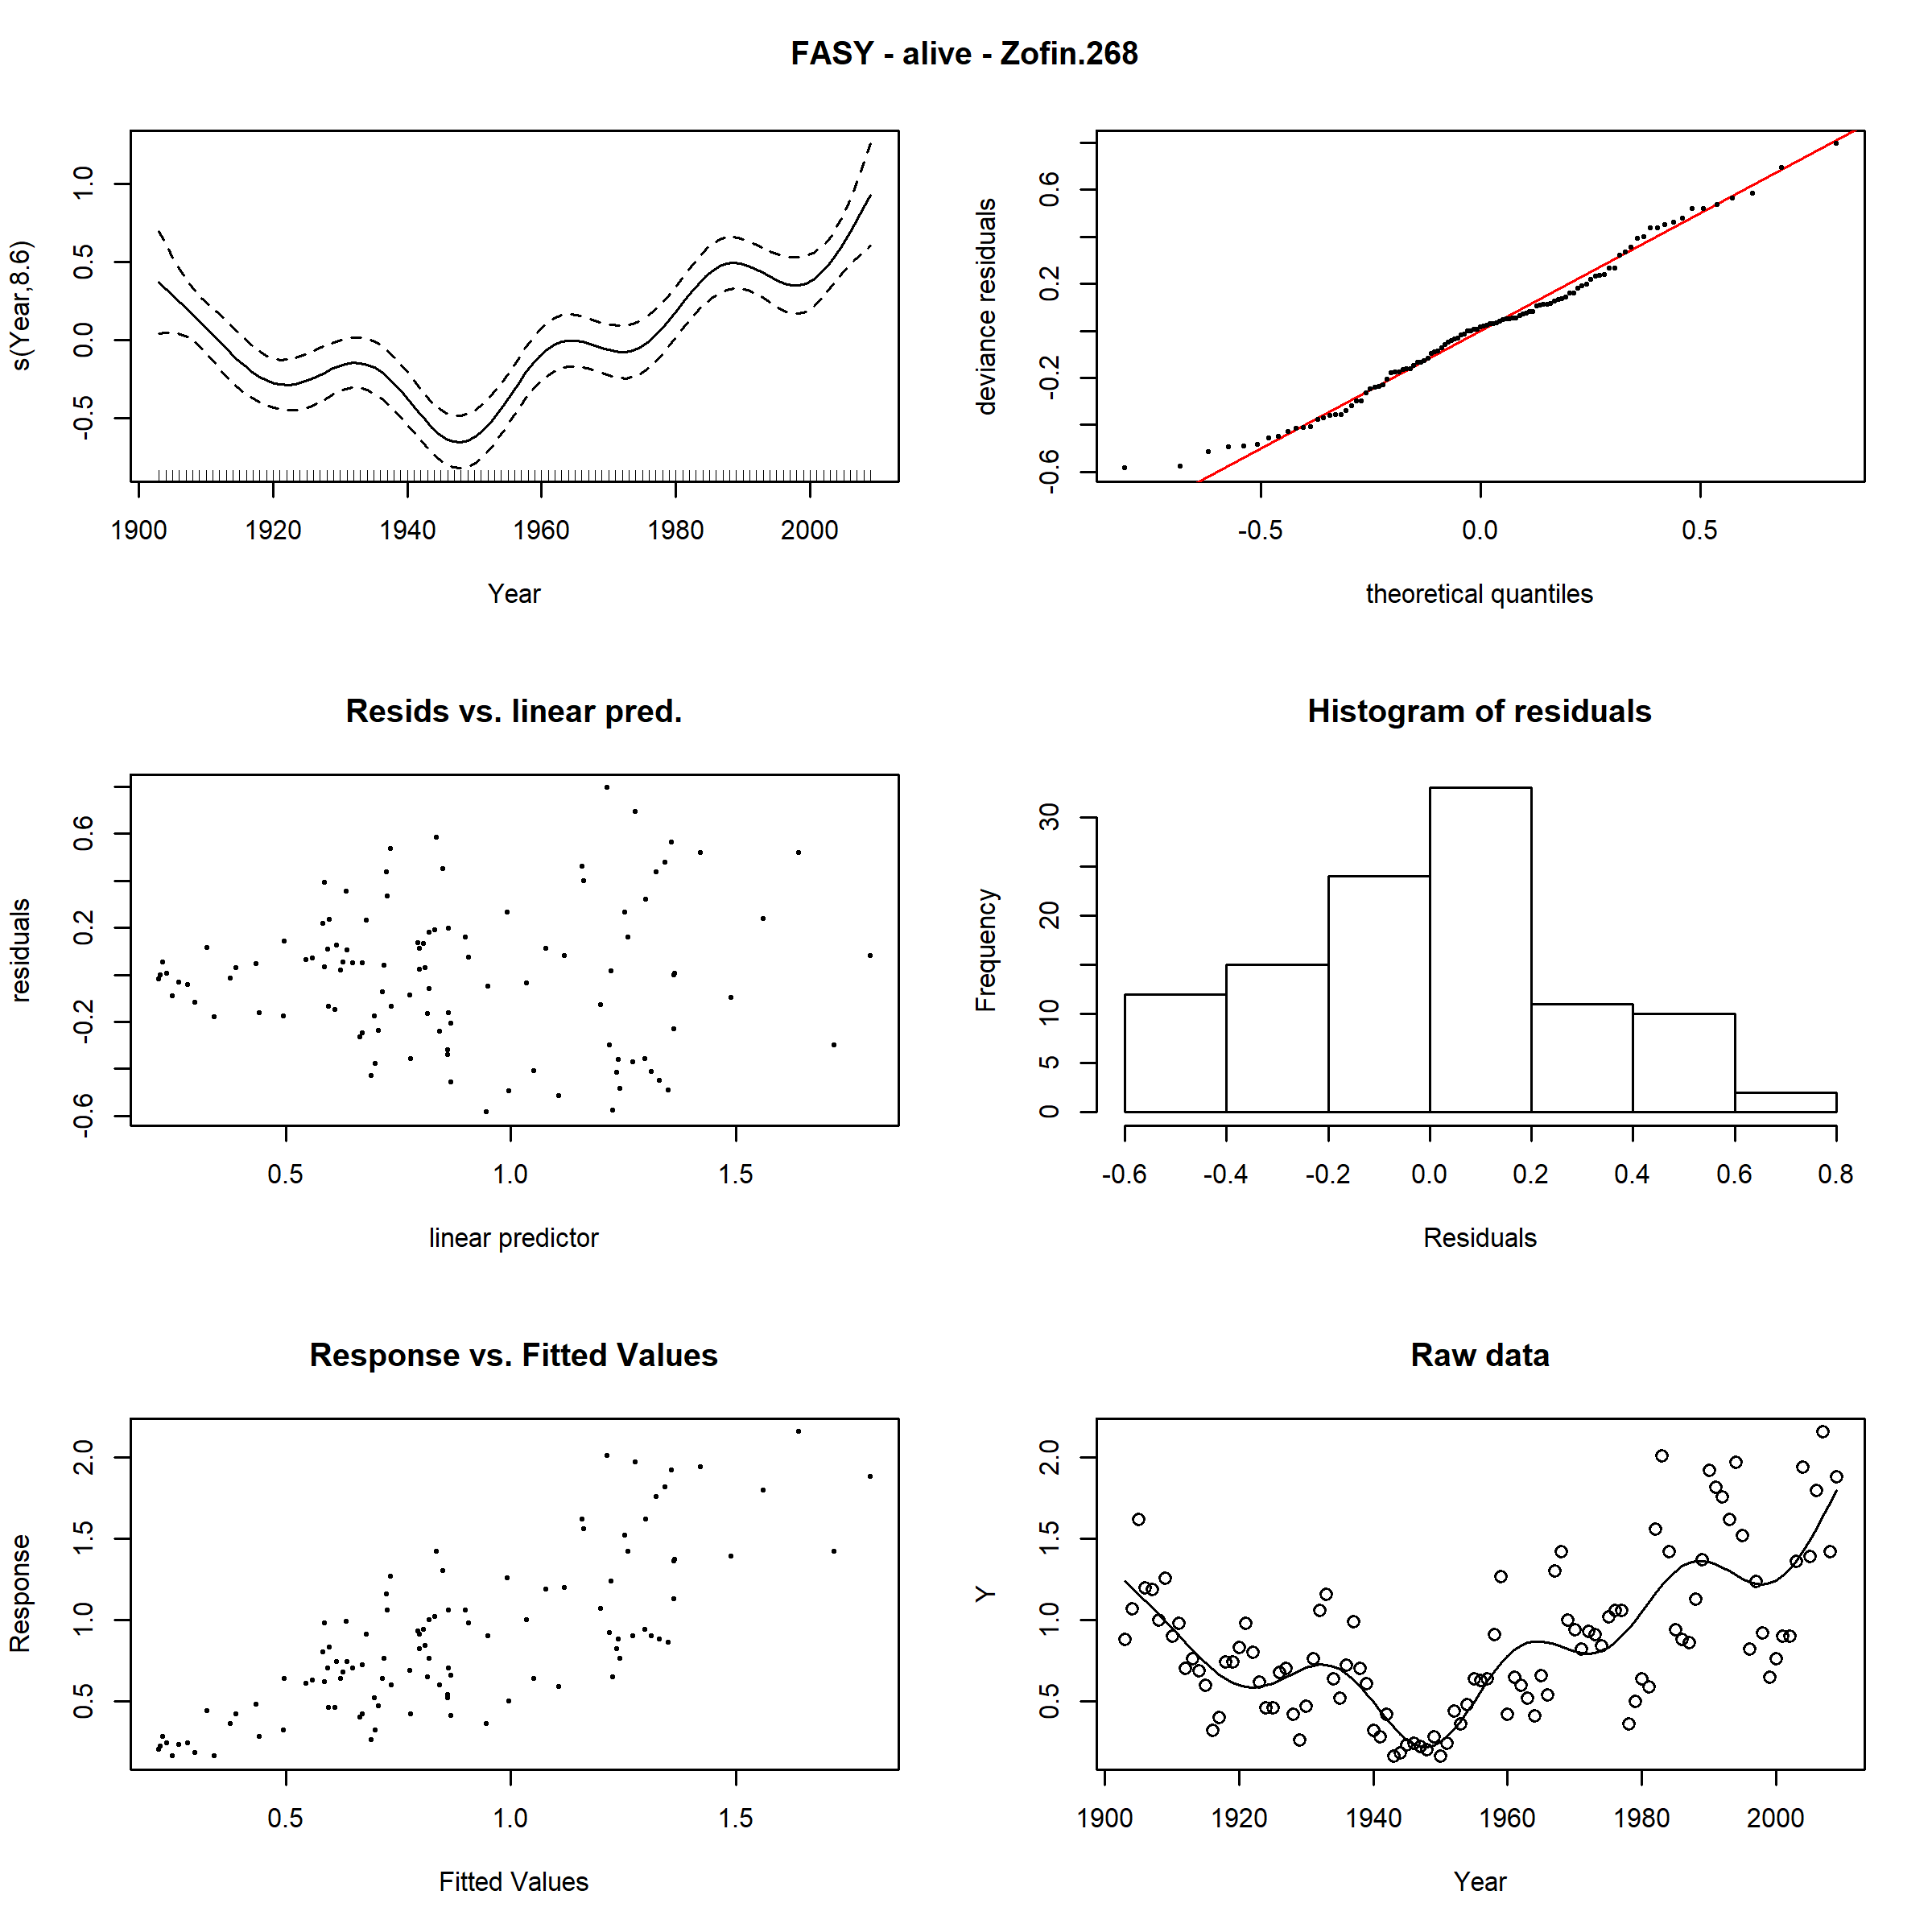 FASY - alive - Zofin.268
s(Year,8.6)
-0.5 0.0 0.5 1.0
1900 1920 1940 1960 1980 2000
Year
deviance residuals
-0.6 -0.2 0.2 0.6
-0.5 0.0 0.5
theoretical quantiles
Resids vs. linear pred.
residuals
-0.6 -0.2 0.2 0.6
0.5 1.0 1.5
linear predictor
Histogram of residuals
Frequency
0 5 10 20 30
-0.6 -0.4 -0.2 0.0 0.2 0.4 0.6 0.8
Residuals
Response vs. Fitted Values
Response
0.5 1.0 1.5 2.0
0.5 1.0 1.5
Fitted Values
Raw data
Y
0.5 1.0 1.5 2.0
1900 1920 1940 1960 1980 2000
Year